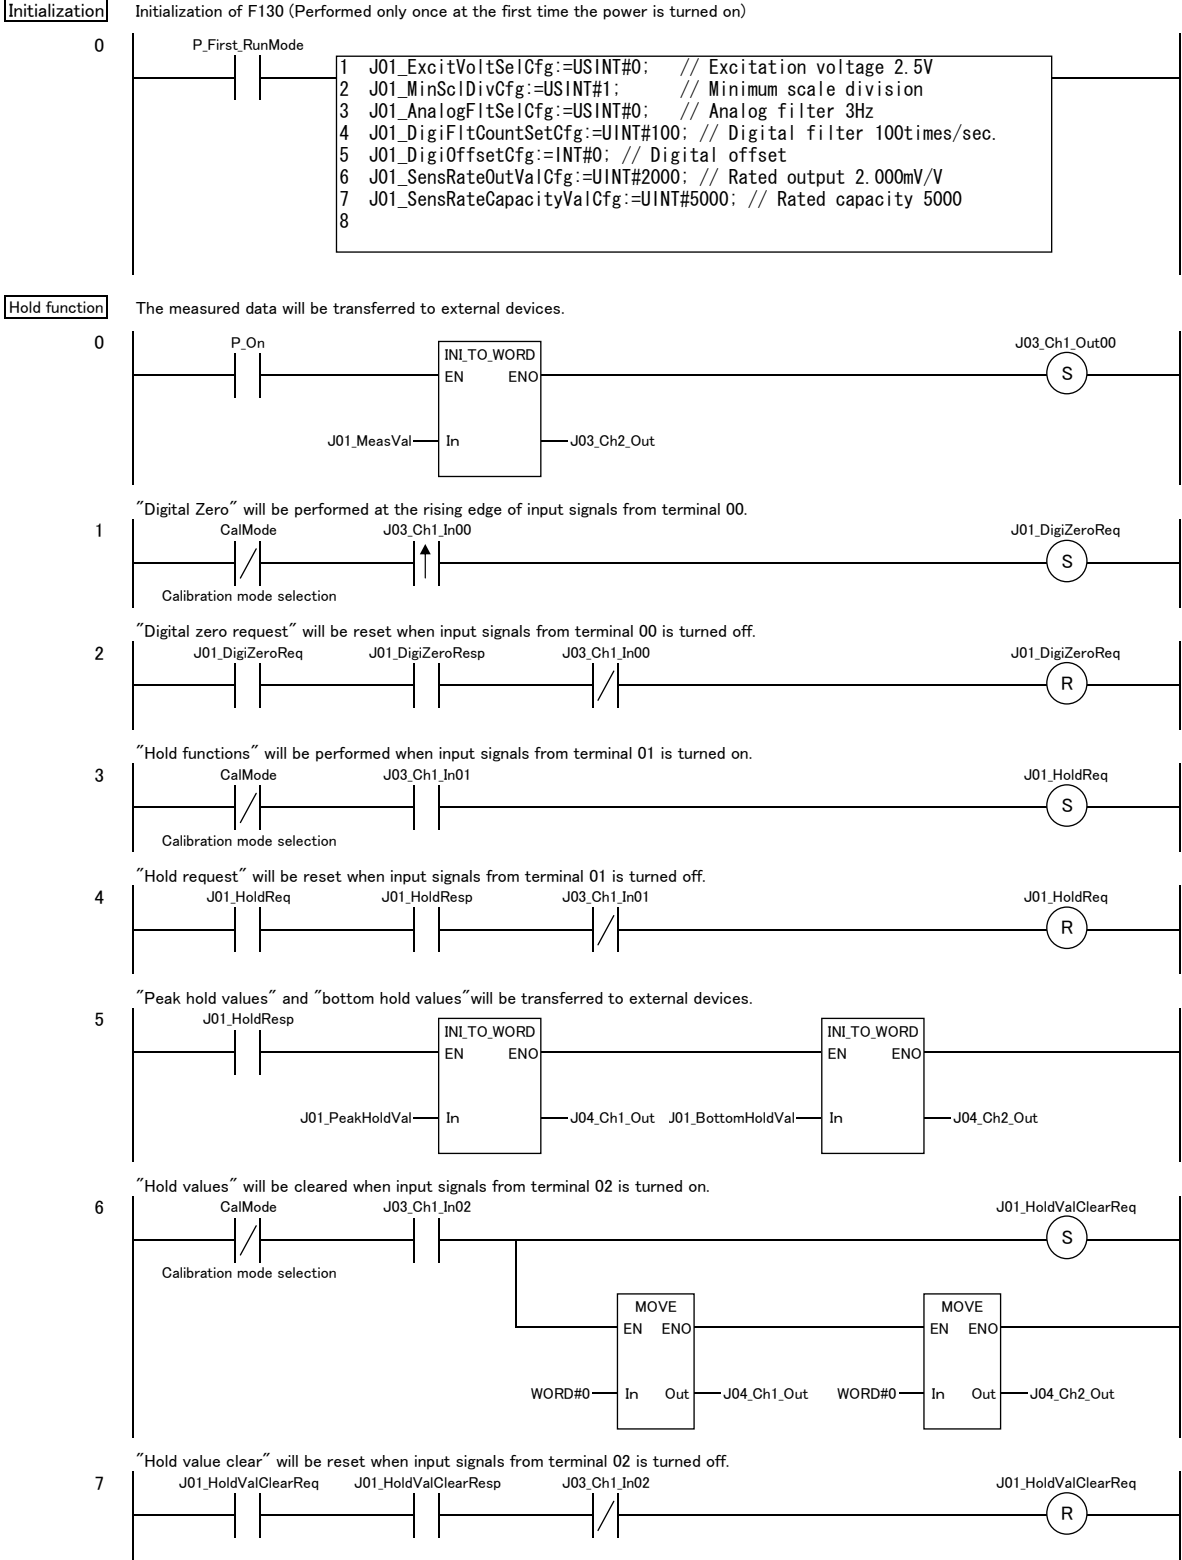 Initialization Initialization of F130 (Performed only once at the first time the power is turned on)
0
P_First_RunMode
1 J01_ExcitVoltSelCfg:=USINT#0; // Excitation voltage 2.5V
2 J01_MinSclDivCfg:=USINT#1; // Minimum scale division
3 J01_AnalogFltSelCfg:=USINT#0; // Analog filter 3Hz
4 J01_DigiFltCountSetCfg:=UINT#100; // Digital filter 100times/sec.
5 J01_DigiOffsetCfg:=INT#0; // Digital offset
6 J01_SensRateOutValCfg:=UINT#2000; // Rated output 2.000mV/V
7 J01_SensRateCapacityValCfg:=UINT#5000; // Rated capacity 5000
8
Hold function The measured data will be transferred to external devices.
0 P_On J03_Ch1_Out00
INI_TO_WORD
EN ENO S
J01_MeasVal In J03_Ch2_Out
"Digital Zero" will be performed at the rising edge of input signals from terminal 00.
1 CalMode J03_Ch1_In00 J01_DigiZeroReq
S
Calibration mode selection
"Digital zero request" will be reset when input signals from terminal 00 is turned off.
2 J01_DigiZeroReq J01_DigiZeroResp J03_Ch1_In00 J01_DigiZeroReq
R
"Hold functions" will be performed when input signals from terminal 01 is turned on.
3 CalMode J03_Ch1_In01 J01_HoldReq
S
Calibration mode selection
"Hold request" will be reset when input signals from terminal 01 is turned off.
4 J01_HoldReq J01_HoldResp J03_Ch1_In01 J01_HoldReq
R
"Peak hold values" and "bottom hold values"will be transferred to external devices.
5 J01_HoldResp
INI_TO_WORD INI_TO_WORD
EN ENO EN ENO
J01_PeakHoldVal In J04_Ch1_Out J01_BottomHoldVal In J04_Ch2_Out
"Hold values" will be cleared when input signals from terminal 02 is turned on.
6 CalMode J03_Ch1_In02 J01_HoldValClearReq
S
Calibration mode selection
MOVE MOVE
EN ENO EN ENO
WORD#0 In Out J04_Ch1_Out WORD#0 In Out J04_Ch2_Out
"Hold value clear" will be reset when input signals from terminal 02 is turned off.
7 J01_HoldValClearReq J01_HoldValClearResp J03_Ch1_In02 J01_HoldValClearReq
R